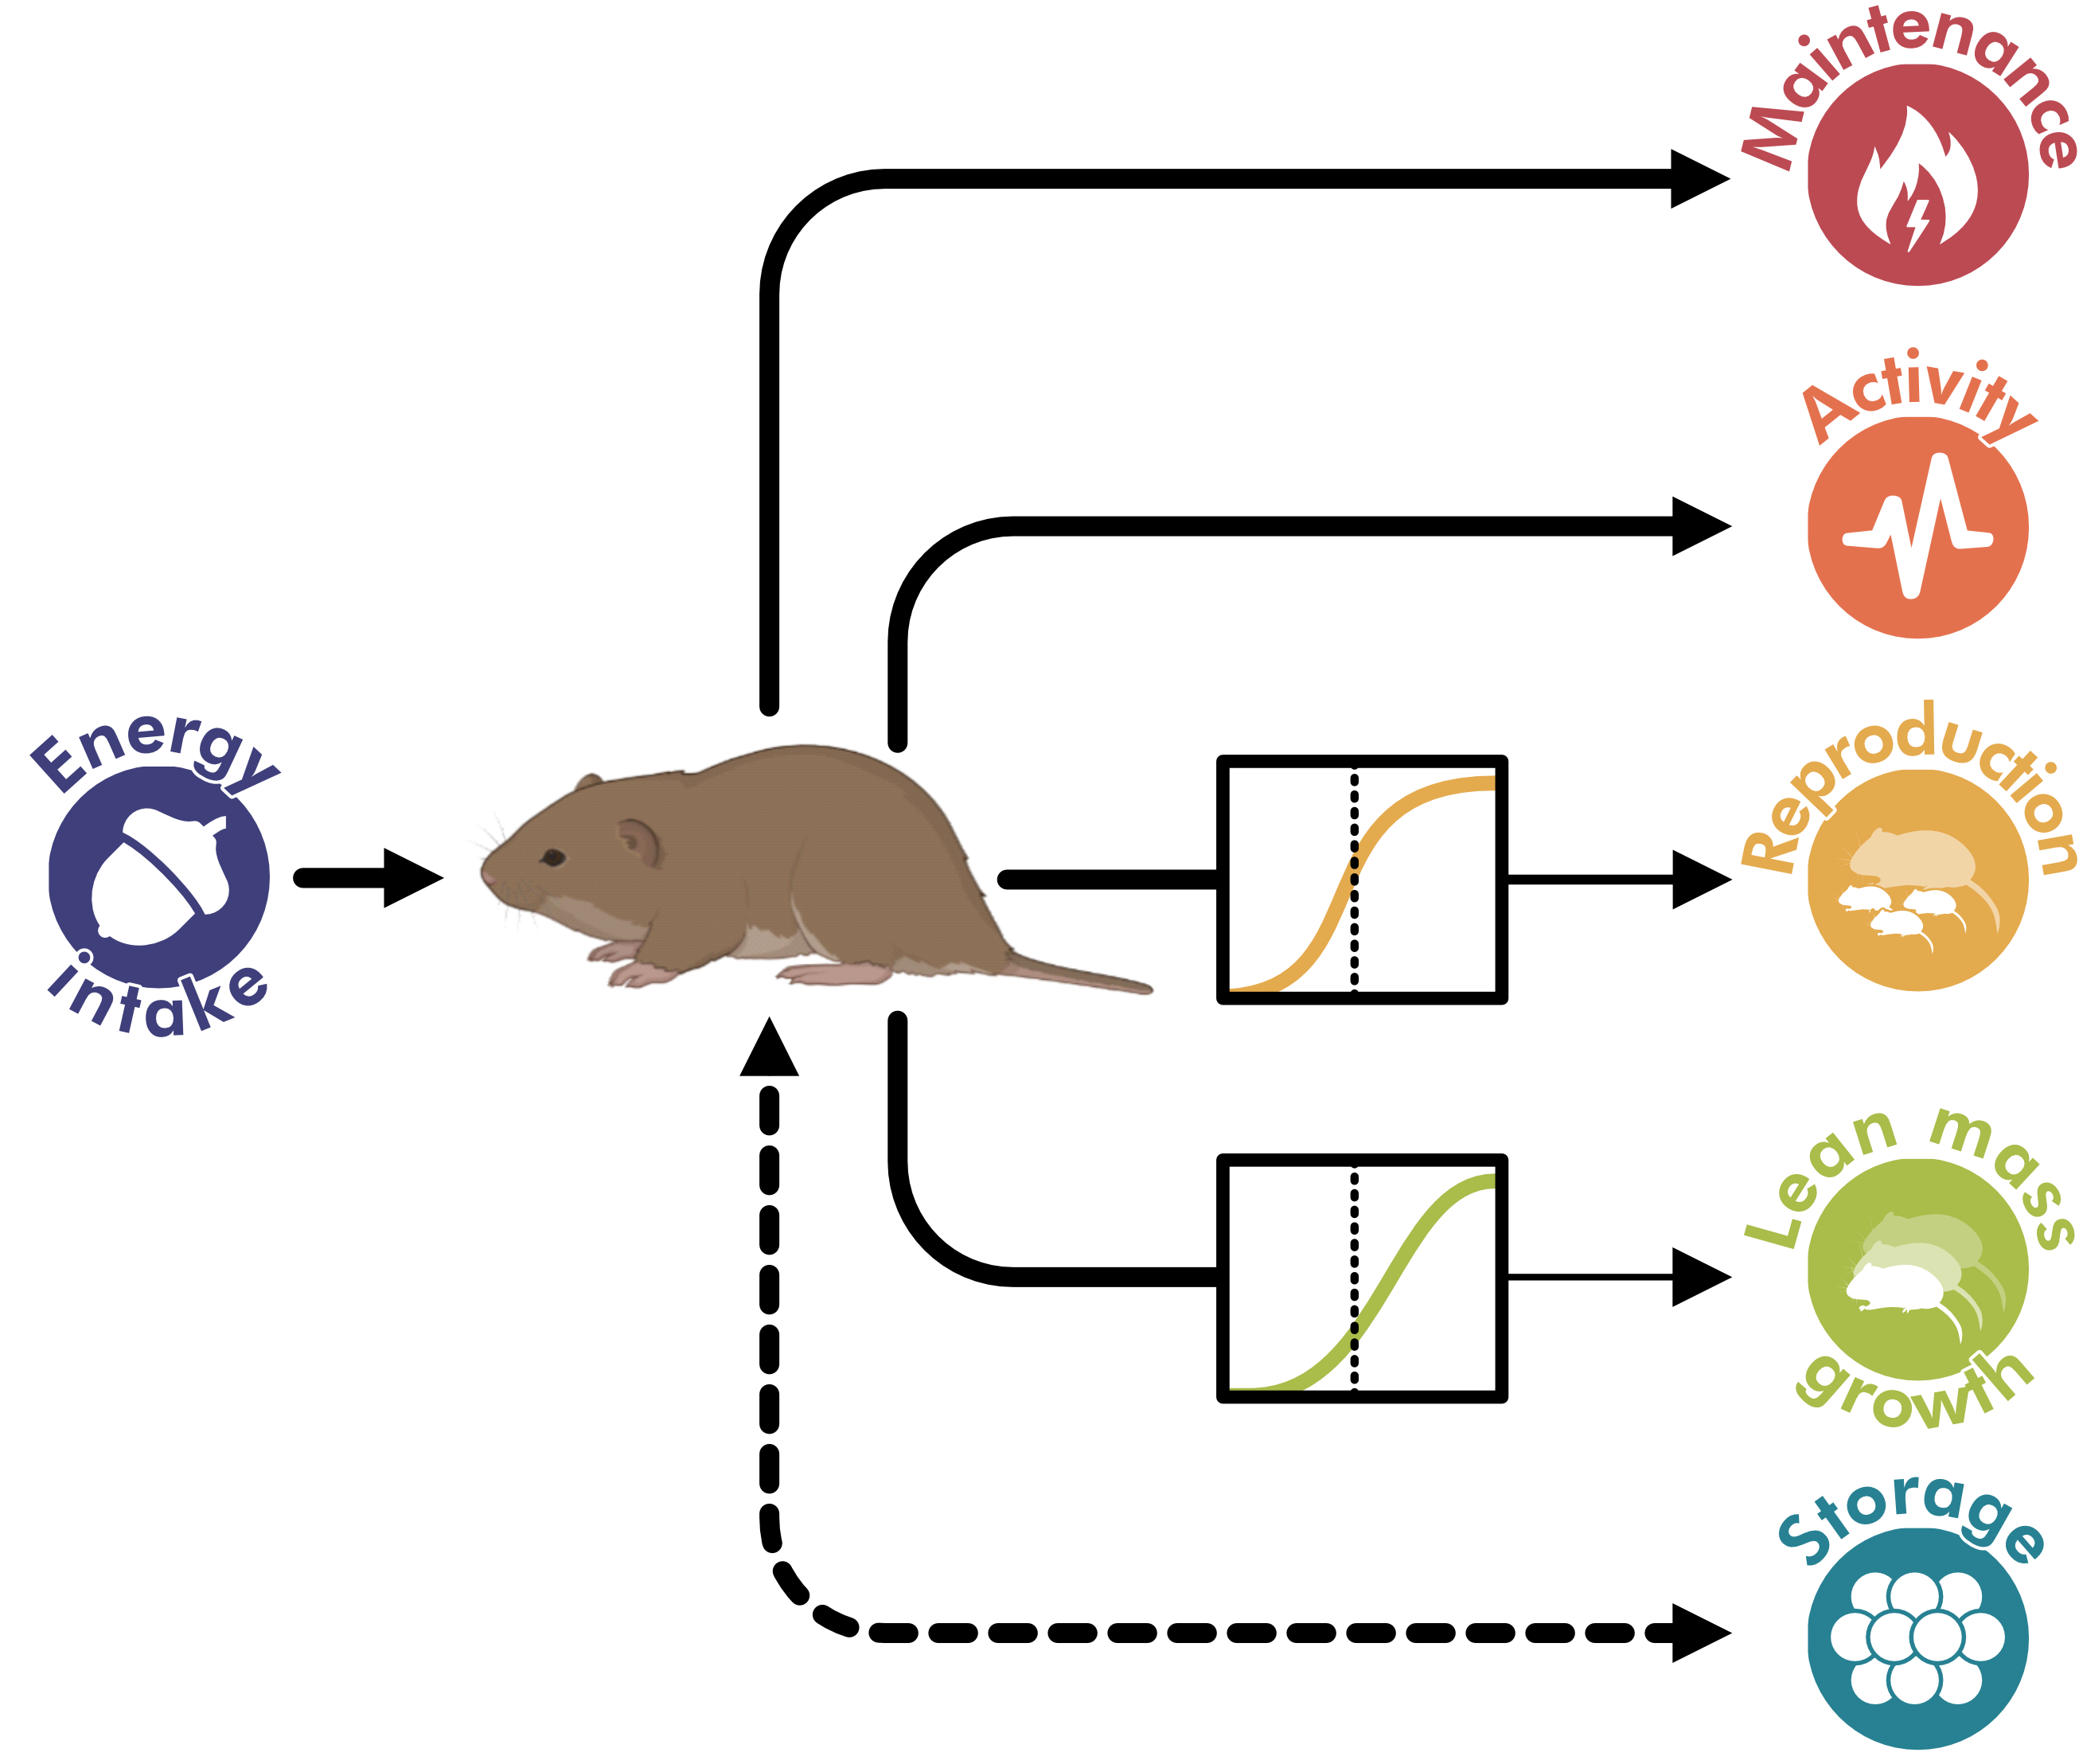 Maintenance
Activity
Energy
Intake
Reproduction
Lean mass
growth
Storage